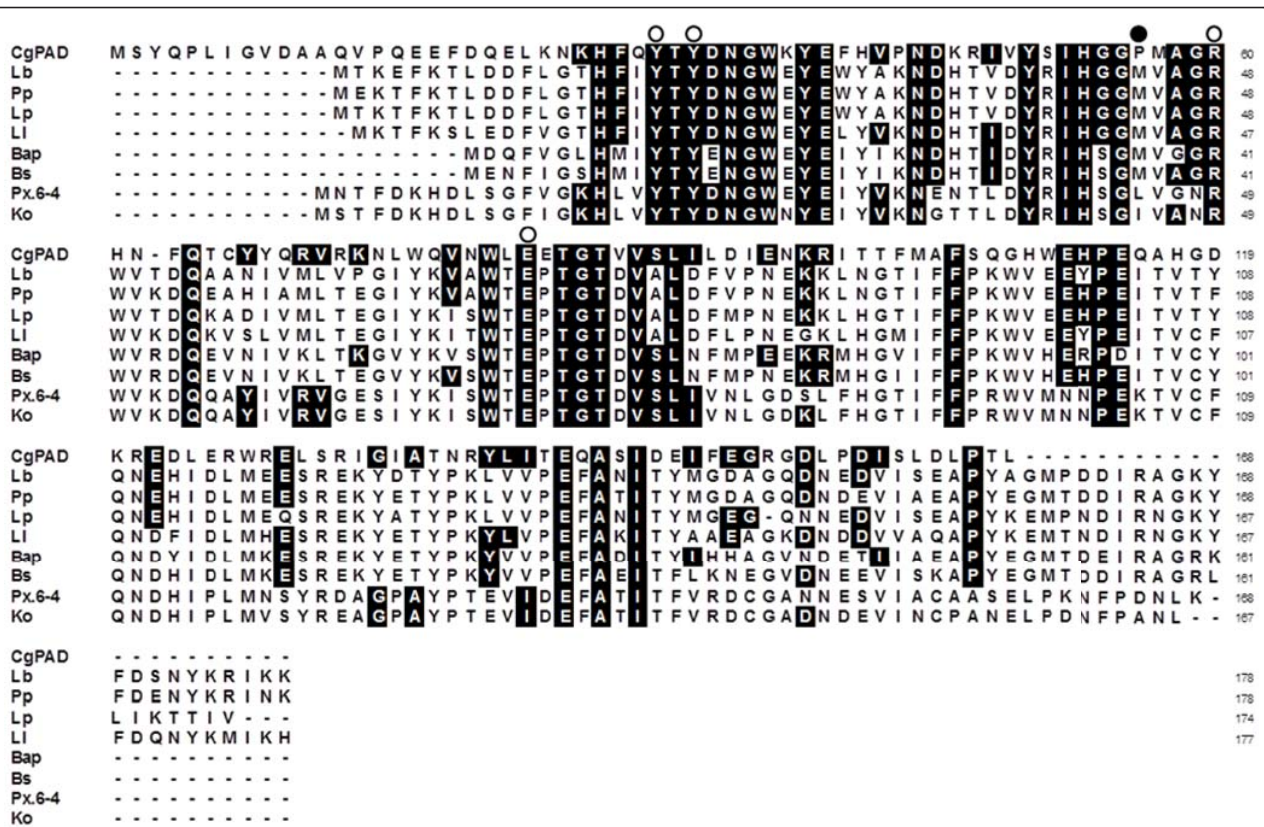 CgPAD MSYQPLIGVDAAQVPQEEFDQELKNKHFQYTYDNGWKYEFHVPNDKRIVYSIHGGPMAGR 60
Lb ------------MTKEFKTLDDFLGTHFIYTYDNGWEYEWYAKNDHTVDYRIHGGMVAGR 48
Pp ------------MEKTFKTLDDFLGTHFIYTYDNGWEYEWYAKNDHTVDYRIHGGMVAGR 48
Lp ------------MTKTFKTLDDFLGTHFIYTYDNGWEYEWYAKNDHTVDYRIHGGMVAGR 48
Ll -------------MKTFKSLEDFVGTHFIYTYDNGWEYELYVKNDHTIDYRIHGGMVAGR 47
Bap -------------------MDQFVGLHMIYTYENGWEYEIYIKNDHTIDYRIHSGMVGGR 41
Bs -------------------MENFIGSHMIYTYENGWEYEIYIKNDHTIDYRIHSGMVAGR 41
Px.6-4 -----------MNTFDKHDLSGFVGKHLVYTYDNGWEYEIYVKNENTLDYRIHSGLVGNR 49
Ko -----------MSTFDKHDLSGFIGKHLVYTYDNGWNYEIYVKNGTTLDYRIHSGIVANR 49
CgPAD HN-FQTCYYQRVRKNLWQVNWLEETGTVVSLILDIENKRITTFMAFSQGHWEHPEQAHGD 119
Lb WVTDQAANIVMLVPGIYKVAWTEPTGTDVALDFVPNEKKLNGTIFFPKWVEEYPEITVTY 108
Pp WVKDQEAHIAMLTEGIYKVAWTEPTGTDVALDFVPNEKKLNGTIFFPKWVEEHPEITVTF 108
Lp WVTDQKADIVMLTEGIYKISWTEPTGTDVALDFMPNEKKLHGTIFFPKWVEEHPEITVTY 108
Ll WVKDQKVSLVMLTEGIYKISWTEPTGTDVALDFLPNEGKLHGMIFFPKWVEEYPEITVCF 107
Bap WVRDQEVNIVKLTKGVYKVSWTEPTGTDVSLNFMPEEKRMHGVIFFPKWVHERPDITVCY 101
Bs WVRDQEVNIVKLTEGVYKVSWTEPTGTDVSLNFMPNEKRMHGIIFFPKWVHEHPEITVCY 101
Px.6-4 WVKDQQAYIVRVGESIYKISWTEPTGTDVSLIVNLGDSLFHGTIFFPRWVMNNPEKTVCF 109
Ko WVKDQQAYIVRVGESIYKISWTEPTGTDVSLIVNLGDKLFHGTIFFPRWVMNNPEKTVCF 109
CgPAD KREDLERWRELSRIGIATNRYLITEQASIDEIFEGRGDLPDISLDLPTL----------- 168
Lb QNEHIDLMEESREKYDTYPKLVVPEFANITYMGDAGQDNEDVISEAPYAGMPDDIRAGKY 168
Pp QNEHIDLMEESREKYETYPKLVVPEFANITYMGDAGQDNDEVIAEAPYEGMTDDIRAGKY 168
Lp QNEHIDLMEQSREKYATYPKLVVPEFANITYMGEG-QNNEDVISEAPYKEMPNDIRNGKY 167
Ll QNDFIDLMHESREKYETYPKYLVPEFAKITYAAEAGKDNDDVVAQAPYKEMTNDIRNGKY 167
Bap QNDYIDLMKESREKYETYPKYVVPEFADITYIHHAGVNDETIIAEAPYEGMTDEIRAGRK 161
Bs QNDHIDLMKESREKYETYPKYVVPEFAEITFLKNEGVDNEEVISKAPYEGMTDDIRAGRL 161
Px.6-4 QNDHIPLMNSYRDAGPAYPTEVIDEFATITFVRDCGANNESVIACAASELPKNFPDNLK- 168
Ko QNDHIPLMVSYREAGPAYPTEVIDEFATITFVRDCGADNDEVINCPANELPDNFPANL-- 167
CgPAD ----------
Lb FDSNYKRIKK 178
Pp FDENYKRINK 178
Lp LIKTTIV--- 174
Ll FDQNYKMIKH 177
Bap ----------
Bs ----------
Px.6-4 ----------
Ko ----------